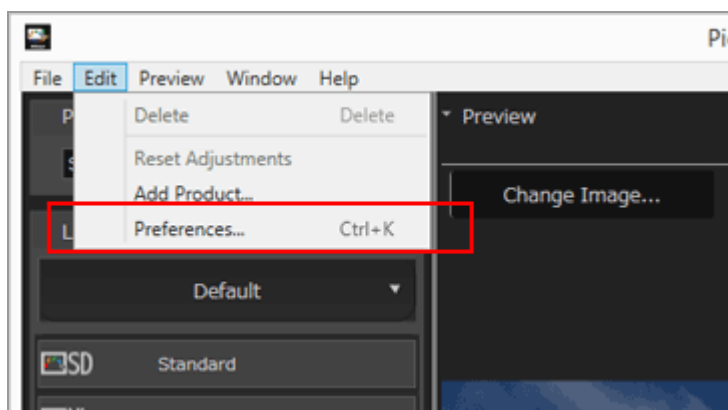 Pi
File Edit Preview Window Help
P
Delete Delete
Preview
S
Reset Adjustments
Add Product...
Change Image...
L
Preferences... Ctrl+K
Default
SD Standard